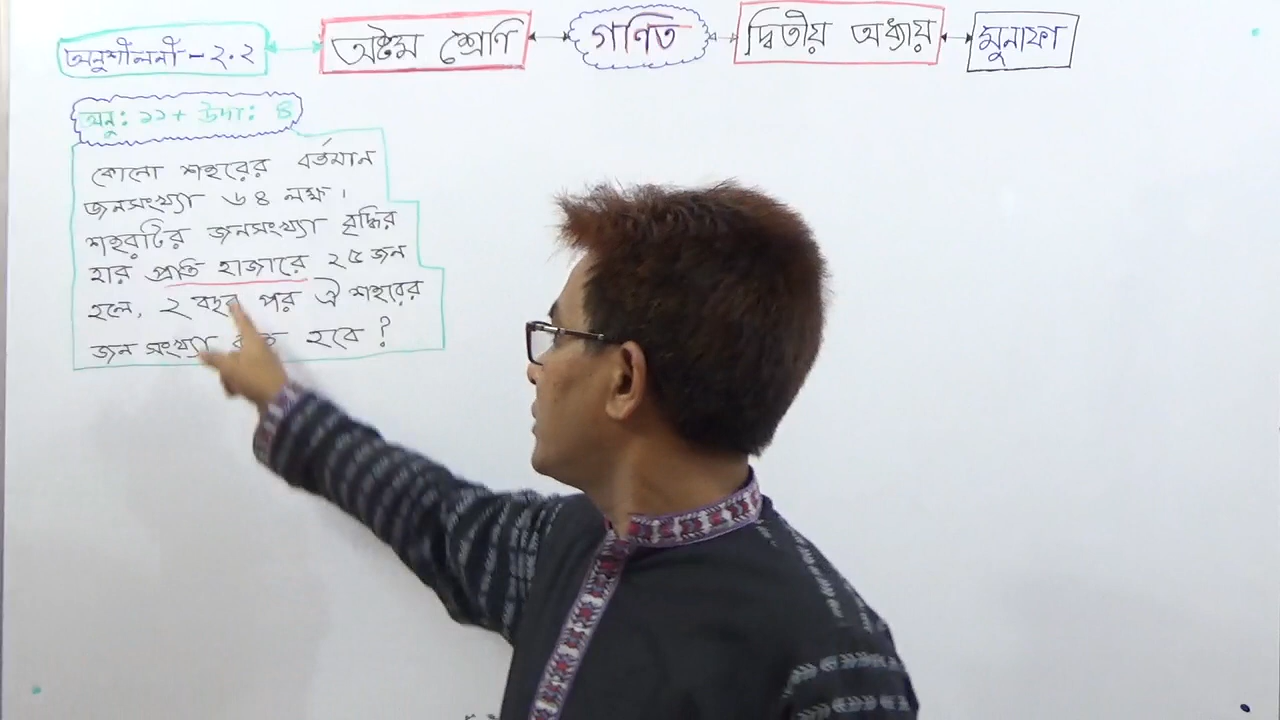 অনুশীলনী - ২.২
অষ্টম শ্রেণি
গণিত
দ্বিতীয় অধ্যায়
মুনাফা
অনু: ১১ + উদা: ৪
কোনো শহরের বর্তমান
জনসংখ্যা ৬৪ লক্ষ।
শহরটির জনসংখ্যা বৃদ্ধির
হার প্রতি হাজারে ২৫ জন
হলে, ২ বছর পর ঐ শহরের
জন সংখ্যা কত হবে ?